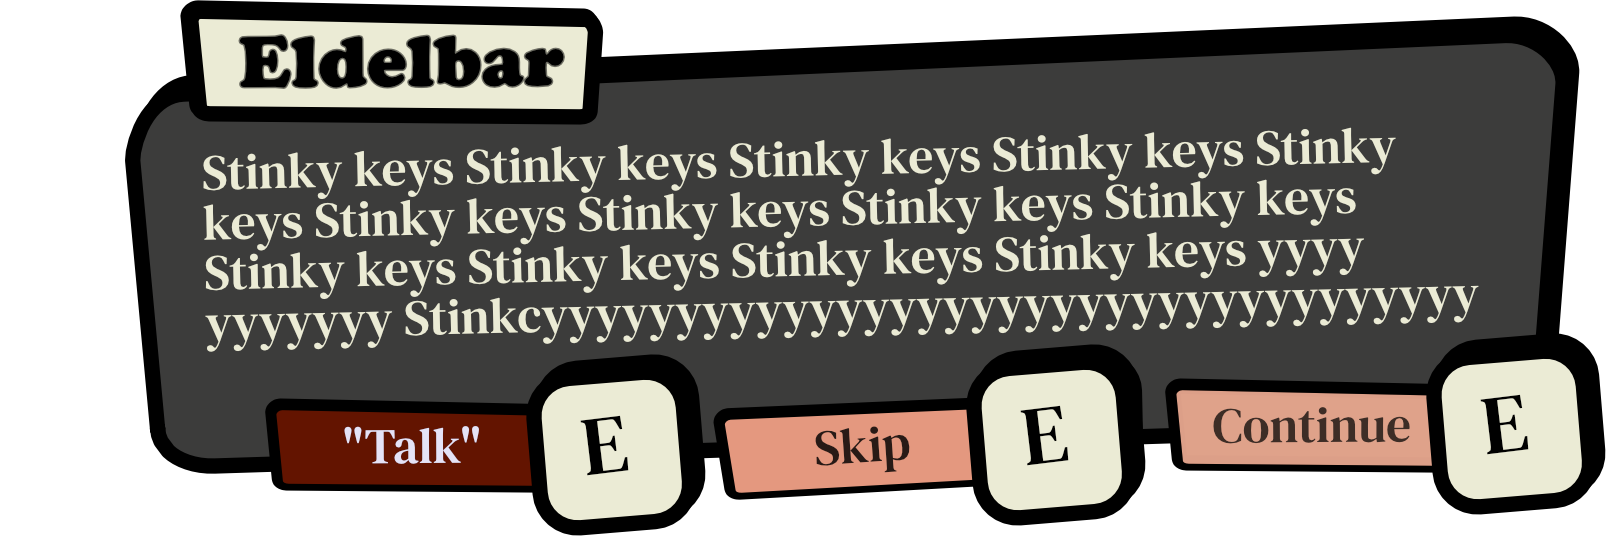 Eldelbar
Stinky keys Stinky keys Stinky keys Stinky keys Stinky
keys Stinky keys Stinky keys Stinky keys Stinky keys
Stinky keys Stinky keys Stinky keys Stinky keys yyyy
yyyyyyy Stinkcyyyyyyyyyyyyyyyyyyyyyyyyyyyyyyyyyyy
"Talk" E Skip E Continue E